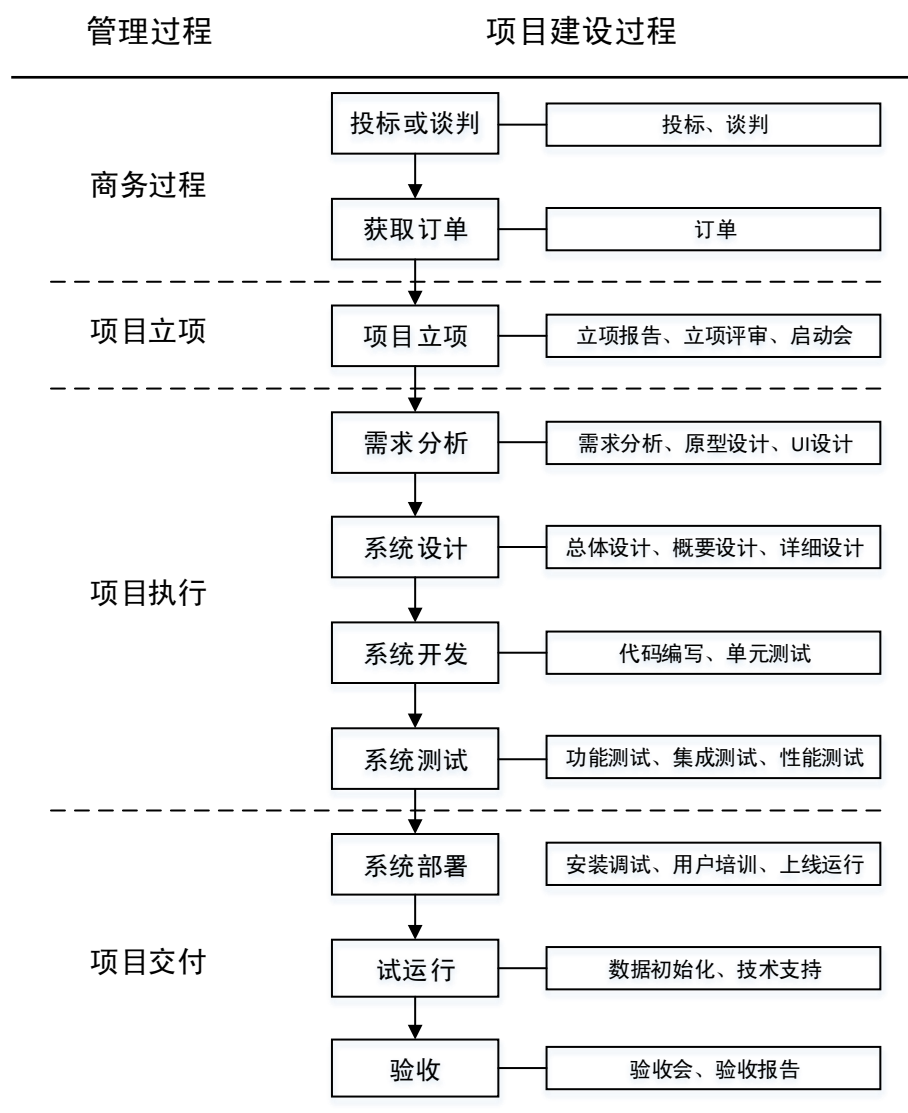 管理过程 项目建设过程
投标或谈判 投标、谈判
商务过程
获取订单 订单
项目立项 项目立项 立项报告、立项评审、启动会
需求分析 需求分析、原型设计、UI设计
系统设计 总体设计、概要设计、详细设计
项目执行
系统开发 代码编写、单元测试
系统测试 功能测试、集成测试、性能测试
系统部署 安装调试、用户培训、上线运行
项目交付 试运行 数据初始化、技术支持
验收 验收会、验收报告